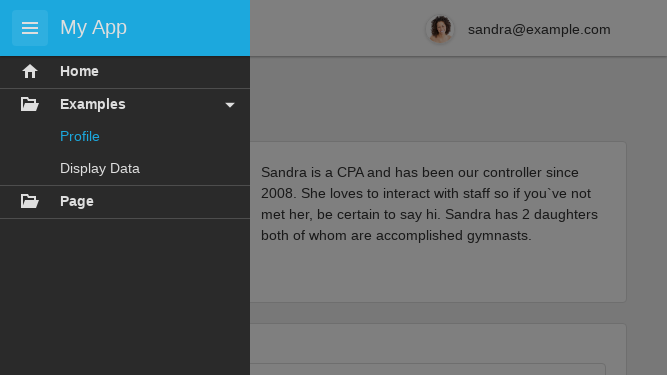 My App
sandra@example.com
Home
Examples
Profile
Display Data
Page
Sandra is a CPA and has been our controller since
2008. She loves to interact with staff so if you`ve not
met her, be certain to say hi. Sandra has 2 daughters
both of whom are accomplished gymnasts.